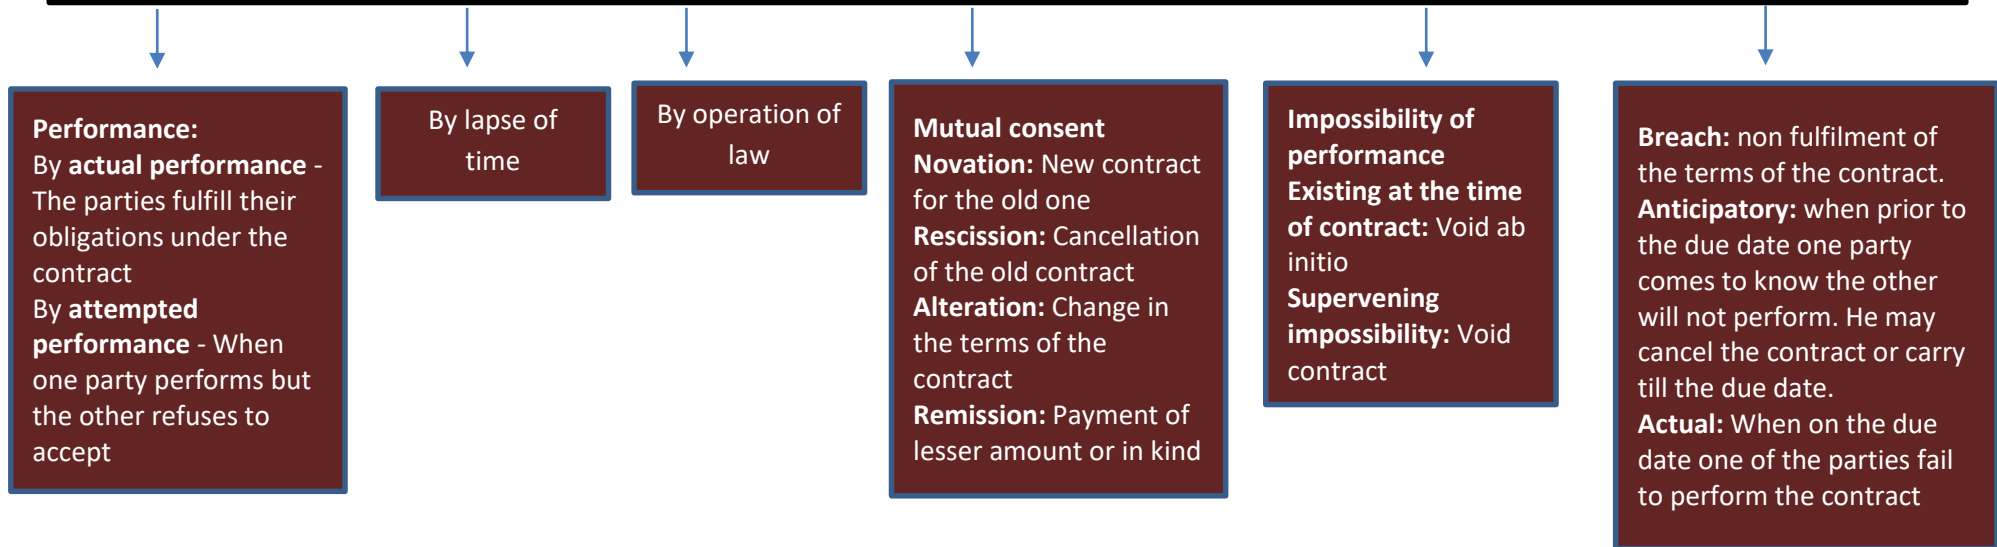 Performance:
By actual performance -
The parties fulfill their
obligations under the
contract
By attempted
performance - When
one party performs but
the other refuses to
accept
By lapse of
time
By operation of
law
Mutual consent
Novation: New contract
for the old one
Rescission: Cancellation
of the old contract
Alteration: Change in
the terms of the
contract
Remission: Payment of
lesser amount or in kind
Impossibility of
performance
Existing at the time
of contract: Void ab
initio
Supervening
impossibility: Void
contract
Breach: non fulfilment of
the terms of the contract.
Anticipatory: when prior to
the due date one party
comes to know the other
will not perform. He may
cancel the contract or carry
till the due date.
Actual: When on the due
date one of the parties fail
to perform the contract